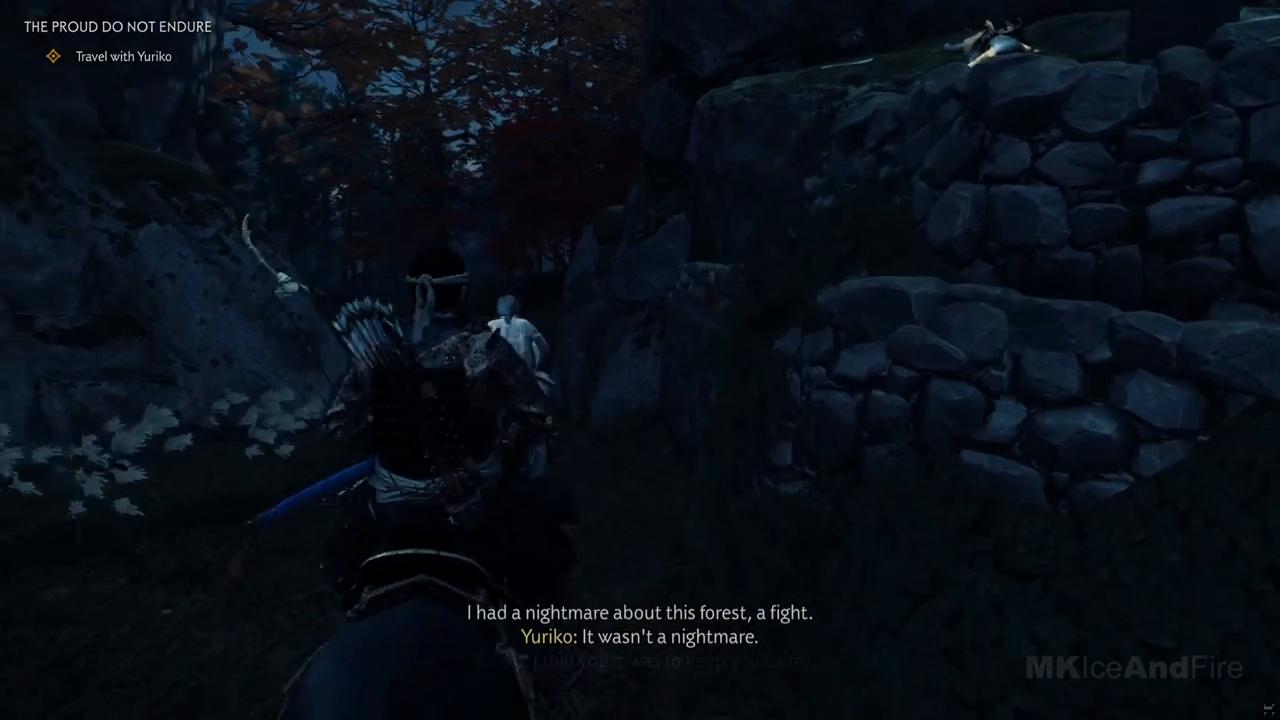 THE PROUD DO NOT ENDURE
Travel with Yuriko
I had a nightmare about this forest, a fight.
Yuriko: It wasn't a nightmare.
MKIceAndFire